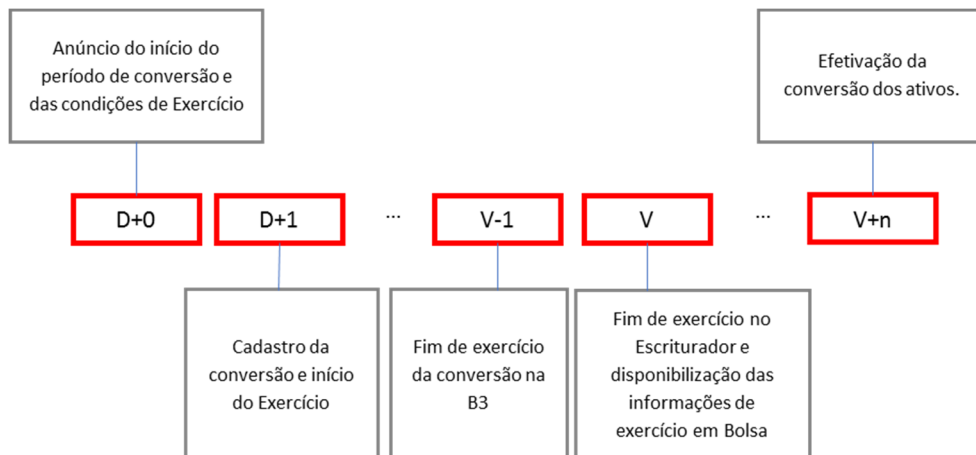 Anúncio do início do
período de conversão e
das condições de Exercício
Efetivação da
conversão dos ativos.
D+0
D+1
...
V-1
V
...
V+n
Cadastro da
conversão e início
do Exercício
Fim de exercício
da conversão na
B3
Fim de exercício no
Escriturador e
disponibilização das
informações de
exercício em Bolsa